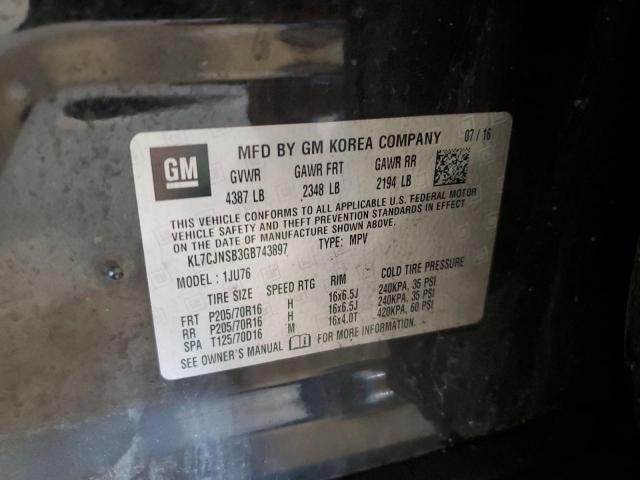 GM
MFD BY GM KOREA COMPANY 07/16
GVWR GAWR FRT GAWR RR
4387 LB 2348 LB 2194 LB
THIS VEHICLE CONFORMS TO ALL APPLICABLE U.S. FEDERAL MOTOR
VEHICLE SAFETY AND THEFT PREVENTION STANDARDS IN EFFECT ON
THE DATE OF MANUFACTURE SHOWN ABOVE.
KL7CJNSB3GB743897 TYPE: MPV
MODEL: 1JU76
TIRE SIZE SPEED RTG RIM COLD TIRE PRESSURE
FRT P205/70R16 H 16x6.5J 240KPA, 35 PSI
RR P205/70R16 H 16x6.5J 240KPA, 35 PSI
SPA T125/70D16 M 16x4.0T 420KPA, 60 PSI
SEE OWNER'S MANUAL FOR MORE INFORMATION.